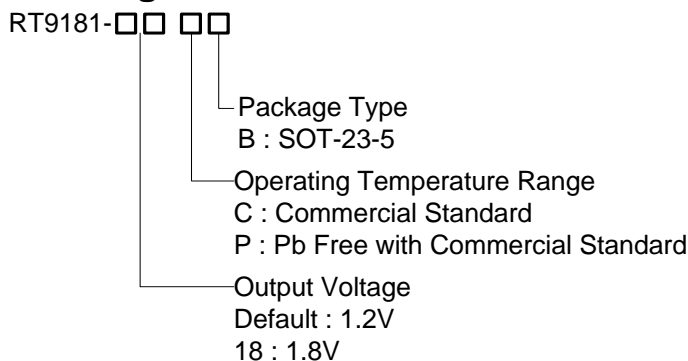 RT9181-□□ □□
Package Type
B : SOT-23-5
Operating Temperature Range
C : Commercial Standard
P : Pb Free with Commercial Standard
Output Voltage
Default : 1.2V
18 : 1.8V